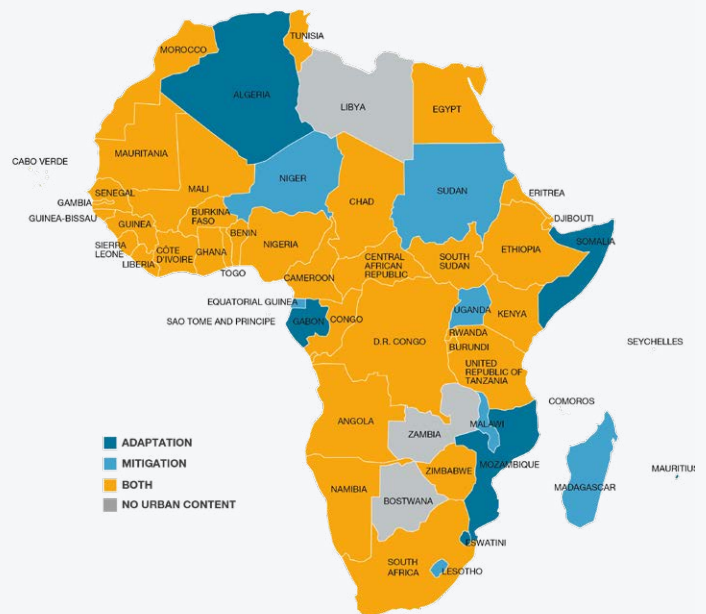 TUNISIA
MOROCCO
ALGERIA
LIBYA
EGYPT
CABO VERDE
MAURITANIA
MALI
NIGER
CHAD
SUDAN
ERITREA
SENEGAL
GAMBIA
GUINEA-BISSAU
GUINEA
BURKINA
FASO
DJIBOUTI
SIERRA
LEONE
LIBERIA
CÔTE
D'IVOIRE
GHANA
TOGO
BENIN
NIGERIA
CAMEROON
CENTRAL
AFRICAN
REPUBLIC
SOUTH
SUDAN
ETHIOPIA
SOMALIA
EQUATORIAL GUINEA
SAO TOME AND PRINCIPE
GABON
CONGO
D.R. CONGO
UGANDA
KENYA
RWANDA
BURUNDI
UNITED
REPUBLIC OF
TANZANIA
SEYCHELLES
COMOROS
ANGOLA
ZAMBIA
MALAWI
MOZAMBIQUE
ZIMBABWE
MADAGASCAR
MAURITIUS
NAMIBIA
BOSTWANA
ESWATINI
SOUTH
AFRICA
LESOTHO
ADAPTATION
MITIGATION
BOTH
NO URBAN CONTENT